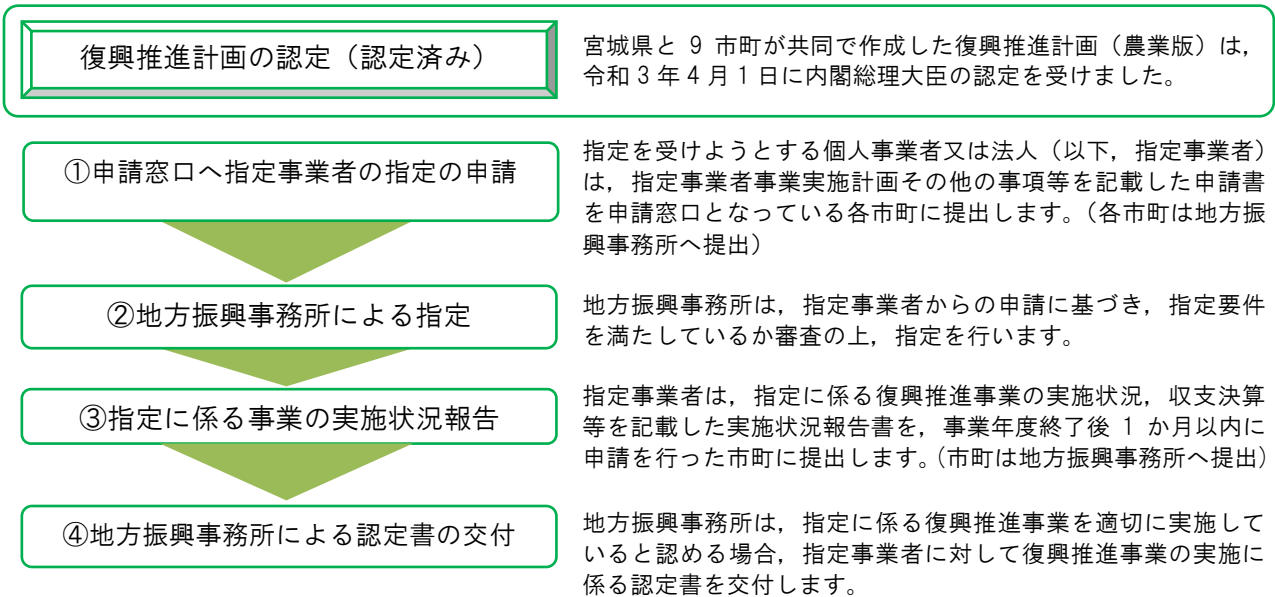 復興推進計画の認定（認定済み）
宮城県と 9 市町が共同で作成した復興推進計画（農業版）は，
令和３年４月１日に内閣総理大臣の認定を受けました。
①申請窓口へ指定事業者の指定の申請
指定を受けようとする個人事業者又は法人（以下，指定事業者）
は，指定事業者事業実施計画その他の事項等を記載した申請書
を申請窓口となっている各市町に提出します。（各市町は地方振
興事務所へ提出）
②地方振興事務所による指定
地方振興事務所は，指定事業者からの申請に基づき，指定要件
を満たしているか審査の上，指定を行います。
③指定に係る事業の実施状況報告
指定事業者は，指定に係る復興推進事業の実施状況，収支決算
等を記載した実施状況報告書を，事業年度終了後 1 か月以内に
申請を行った市町に提出します。（市町は地方振興事務所へ提出）
④地方振興事務所による認定書の交付
地方振興事務所は，指定に係る復興推進事業を適切に実施して
いると認める場合，指定事業者に対して復興推進事業の実施に
係る認定書を交付します。